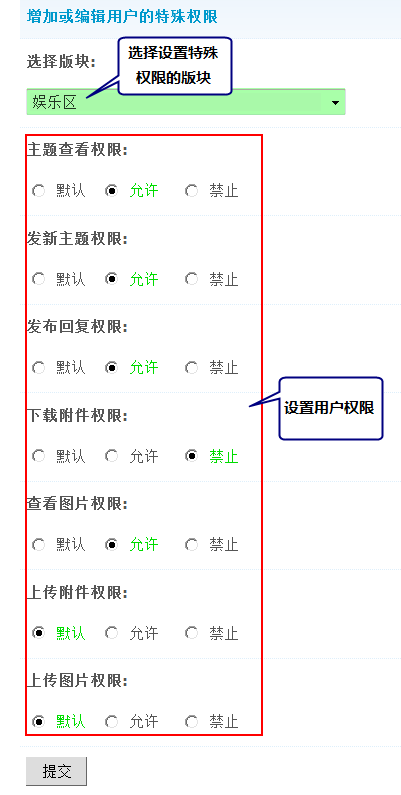 增加或编辑用户的特殊权限
选择版块:
选择设置特殊
权限的版块
娱乐区
主题查看权限:
默认 允许 禁止
发新主题权限:
默认 允许 禁止
发布回复权限:
默认 允许 禁止
设置用户权限
下载附件权限:
默认 允许 禁止
查看图片权限:
默认 允许 禁止
上传附件权限:
默认 允许 禁止
上传图片权限:
默认 允许 禁止
提交